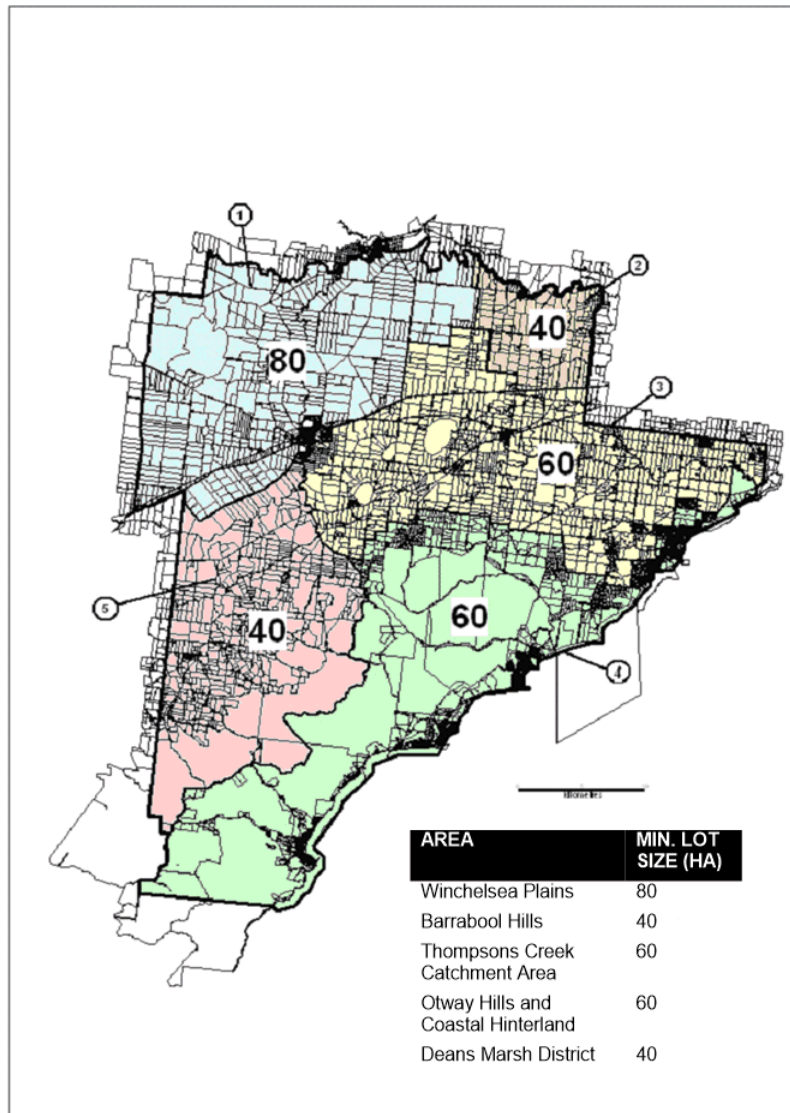 1
2
40
80
3
60
5
40
60
4
AREA MIN. LOT
SIZE (HA)
Winchelsea Plains 80
Barrabool Hills 40
Thompsons Creek 60
Catchment Area
Otway Hills and 60
Coastal Hinterland
Deans Marsh District 40